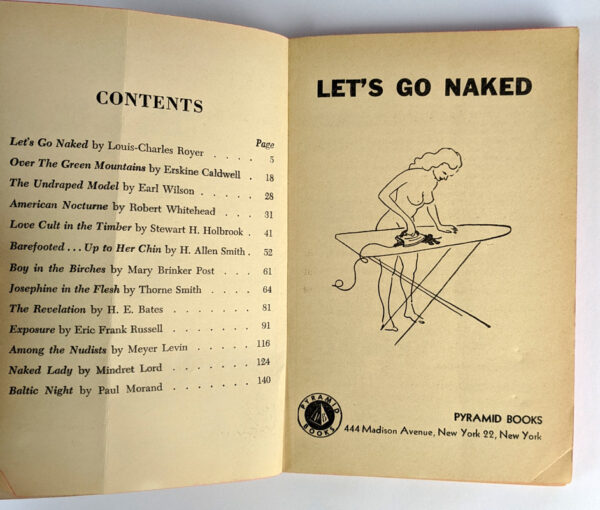 CONTENTS
Page
Let's Go Naked by Louis-Charles Royer . . . . 5
Over The Green Mountains by Erskine Caldwell . 18
The Undraped Model by Earl Wilson . . . . . 28
American Nocturne by Robert Whitehead . . . . 31
Love Cult in the Timber by Stewart H. Holbrook . 41
Barefooted . . . Up to Her Chin by H. Allen Smith . 52
Boy in the Birches by Mary Brinker Post . . . . 61
Josephine in the Flesh by Thorne Smith . . . . 64
The Revelation by H. E. Bates . . . . . . 81
Exposure by Eric Frank Russell . . . . . . 91
Among the Nudists by Meyer Levin . . . . . 116
Naked Lady by Mindret Lord . . . . . . 124
Baltic Night by Paul Morand . . . . . . . 140
LET'S GO NAKED
PYRAMID BOOKS
PYRAMID BOOKS
444 Madison Avenue, New York 22, New York